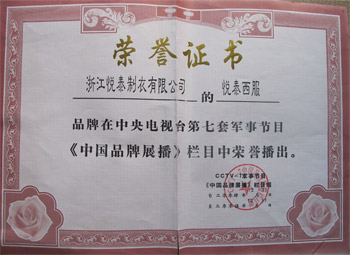 荣誉证书
浙江悦泰制衣有限公司 的 悦泰西服
品牌在中央电视台第七套军事节目
《中国品牌展播》栏目中荣誉播出。
CCTV-7军事节目
《中国品牌展播》栏目组